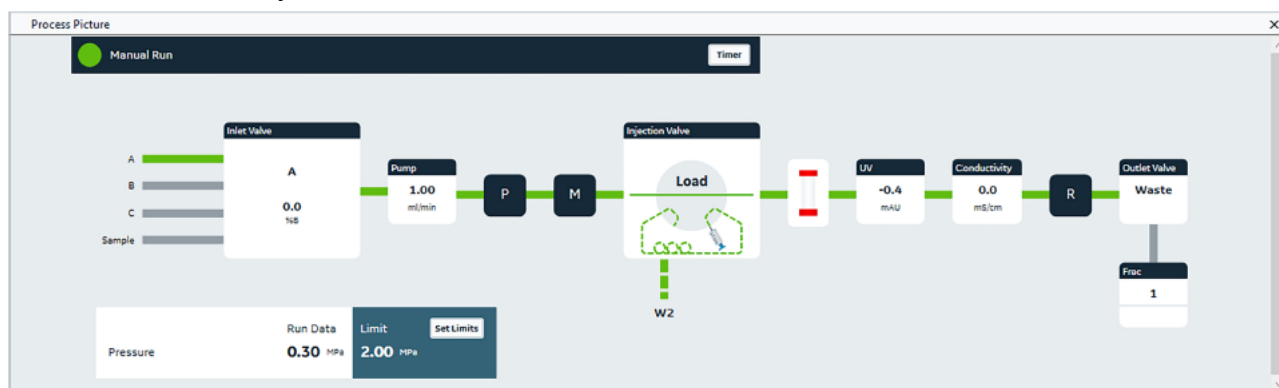 Process Picture
Manual Run
Timer
Inlet Valve
A
0.0
%B
A
B
C
Sample
Pump
1.00
ml/min
P
M
Injection Valve
Load
W2
UV
-0.4
mAU
Conductivity
0.0
mS/cm
R
Outlet Valve
Waste
Frac
1
Run Data
Limit
Set Limits
Pressure
0.30 MPa
2.00 MPa